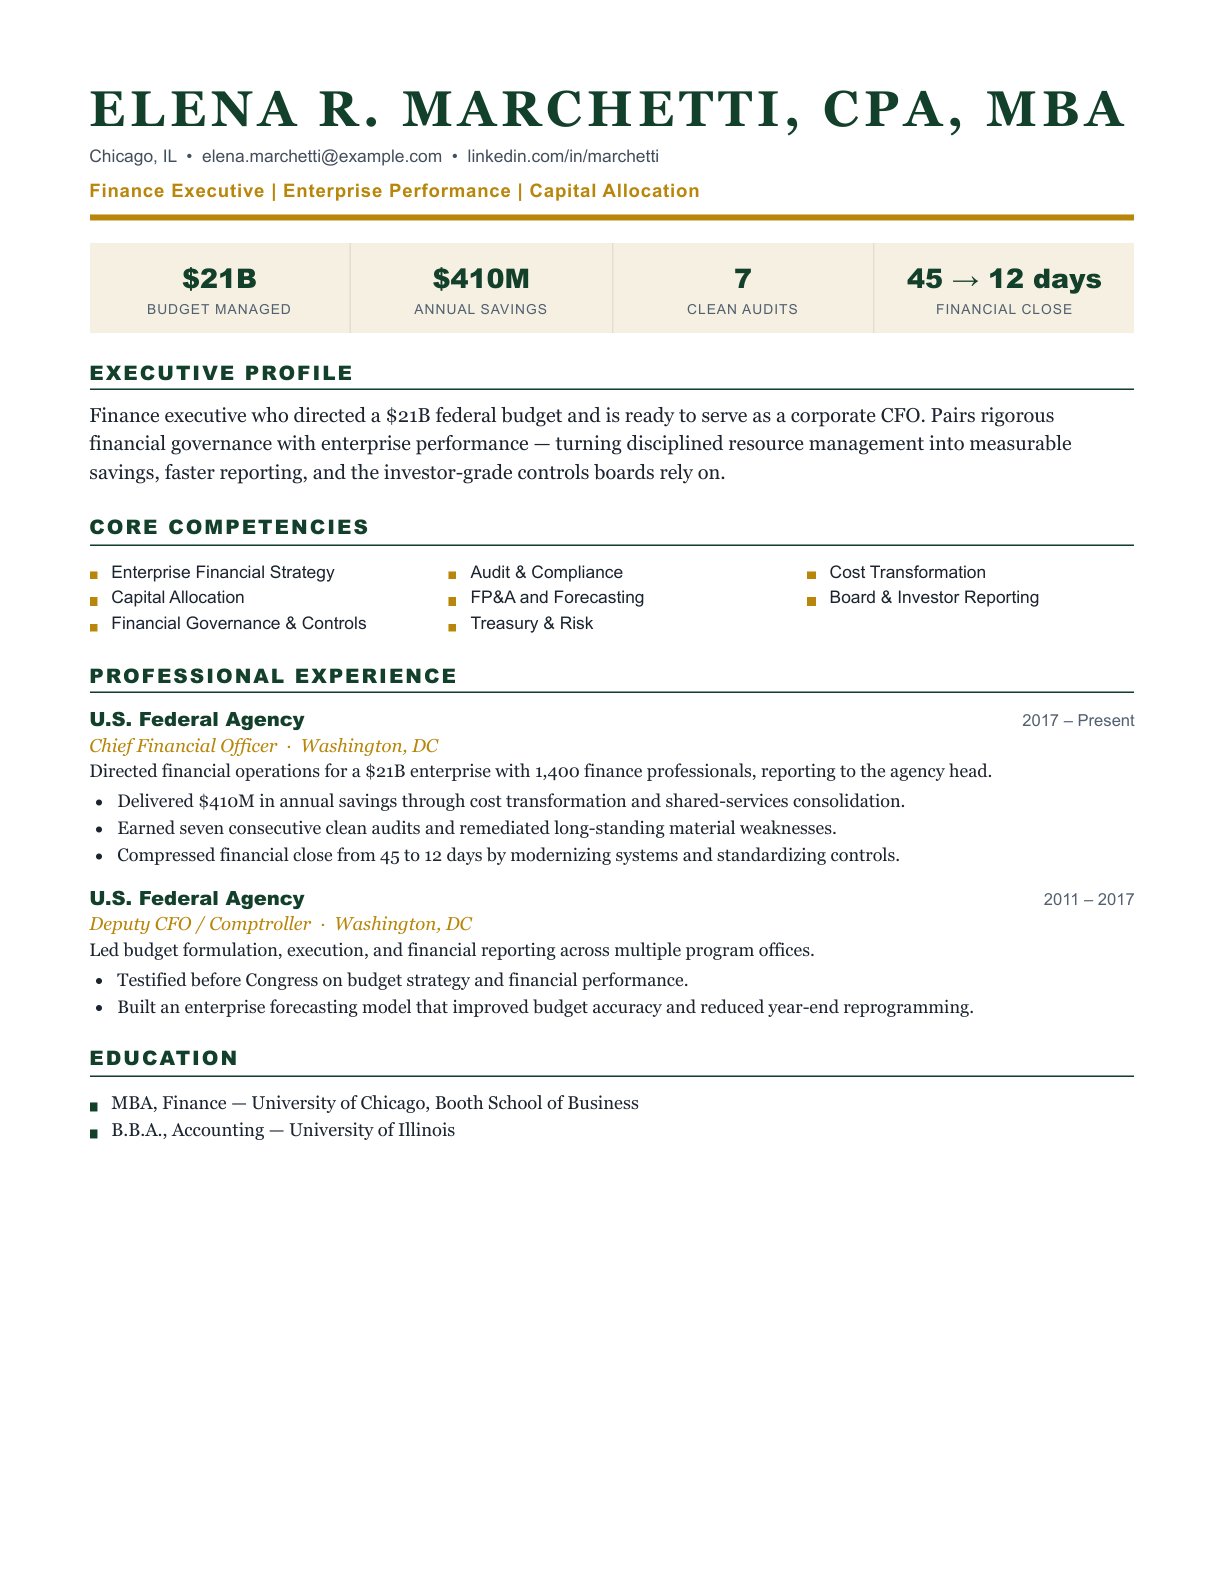 ELENA R. MARCHETTI, CPA, MBA
Chicago, IL • elena.marchetti@example.com • linkedin.com/in/marchetti
Finance Executive | Enterprise Performance | Capital Allocation
$21B
BUDGET MANAGED
$410M
ANNUAL SAVINGS
7
CLEAN AUDITS
45 → 12 days
FINANCIAL CLOSE
EXECUTIVE PROFILE
Finance executive who directed a $21B federal budget and is ready to serve as a corporate CFO. Pairs rigorous
financial governance with enterprise performance — turning disciplined resource management into measurable
savings, faster reporting, and the investor-grade controls boards rely on.
CORE COMPETENCIES
Enterprise Financial Strategy
Capital Allocation
Financial Governance & Controls
Audit & Compliance
FP&A and Forecasting
Treasury & Risk
Cost Transformation
Board & Investor Reporting
PROFESSIONAL EXPERIENCE
U.S. Federal Agency 2017 – Present
Chief Financial Officer · Washington, DC
Directed financial operations for a $21B enterprise with 1,400 finance professionals, reporting to the agency head.
• Delivered $410M in annual savings through cost transformation and shared-services consolidation.
• Earned seven consecutive clean audits and remediated long-standing material weaknesses.
• Compressed financial close from 45 to 12 days by modernizing systems and standardizing controls.
U.S. Federal Agency 2011 – 2017
Deputy CFO / Comptroller · Washington, DC
Led budget formulation, execution, and financial reporting across multiple program offices.
• Testified before Congress on budget strategy and financial performance.
• Built an enterprise forecasting model that improved budget accuracy and reduced year-end reprogramming.
EDUCATION
MBA, Finance — University of Chicago, Booth School of Business
B.B.A., Accounting — University of Illinois